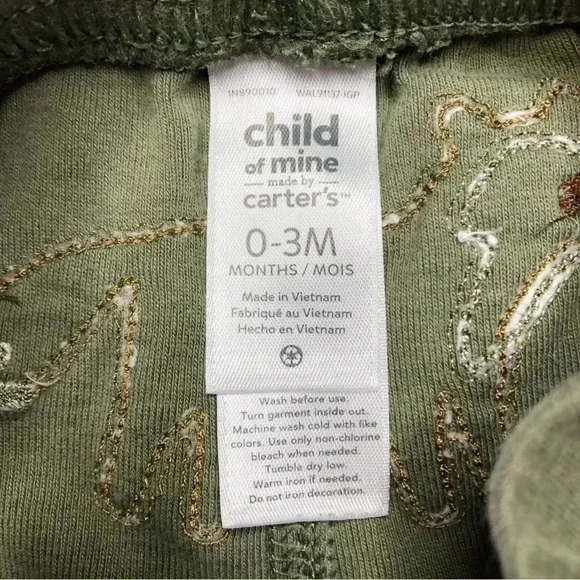 1N890010 WAL91137-IGP
child
of mine
made by
carter's™
0-3M
MONTHS / MOIS
Made in Vietnam
Fabriqué au Vietnam
Hecho en Vietnam
Wash before use.
Turn garment inside out.
Machine wash cold with like
colors. Use only non-chlorine
bleach when needed.
Tumble dry low.
Warm iron if needed.
Do not iron decoration.